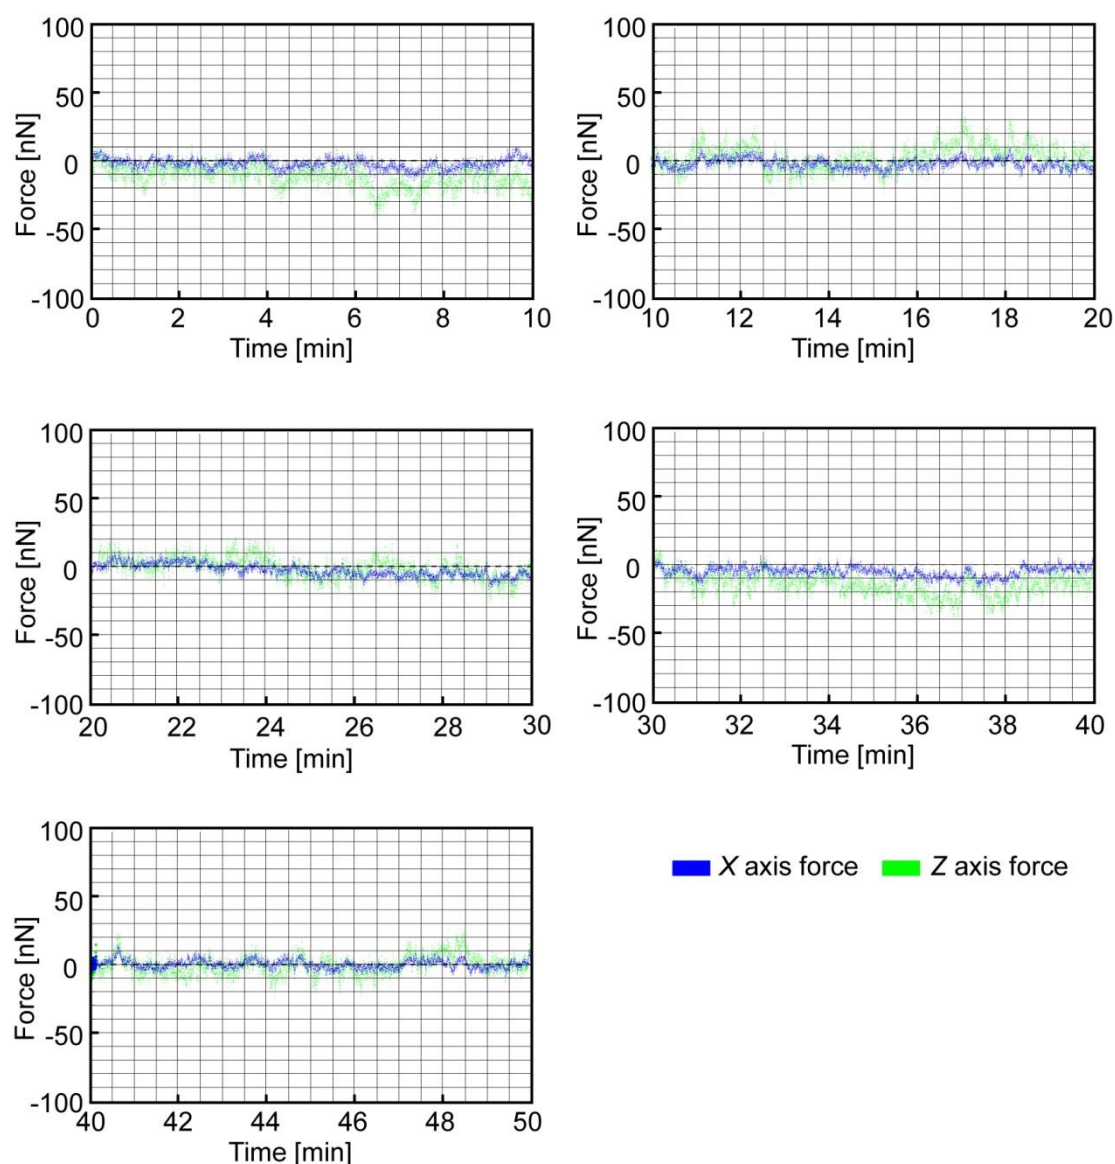 100
50
0
-50
-100
Force [nN]
0 2 4 6 8 10
Time [min]
100
50
0
-50
-100
Force [nN]
10 12 14 16 18 20
Time [min]
100
50
0
-50
-100
Force [nN]
20 22 24 26 28 30
Time [min]
100
50
0
-50
-100
Force [nN]
30 32 34 36 38 40
Time [min]
100
50
0
-50
-100
Force [nN]
40 42 44 46 48 50
Time [min]
X axis force Z axis force